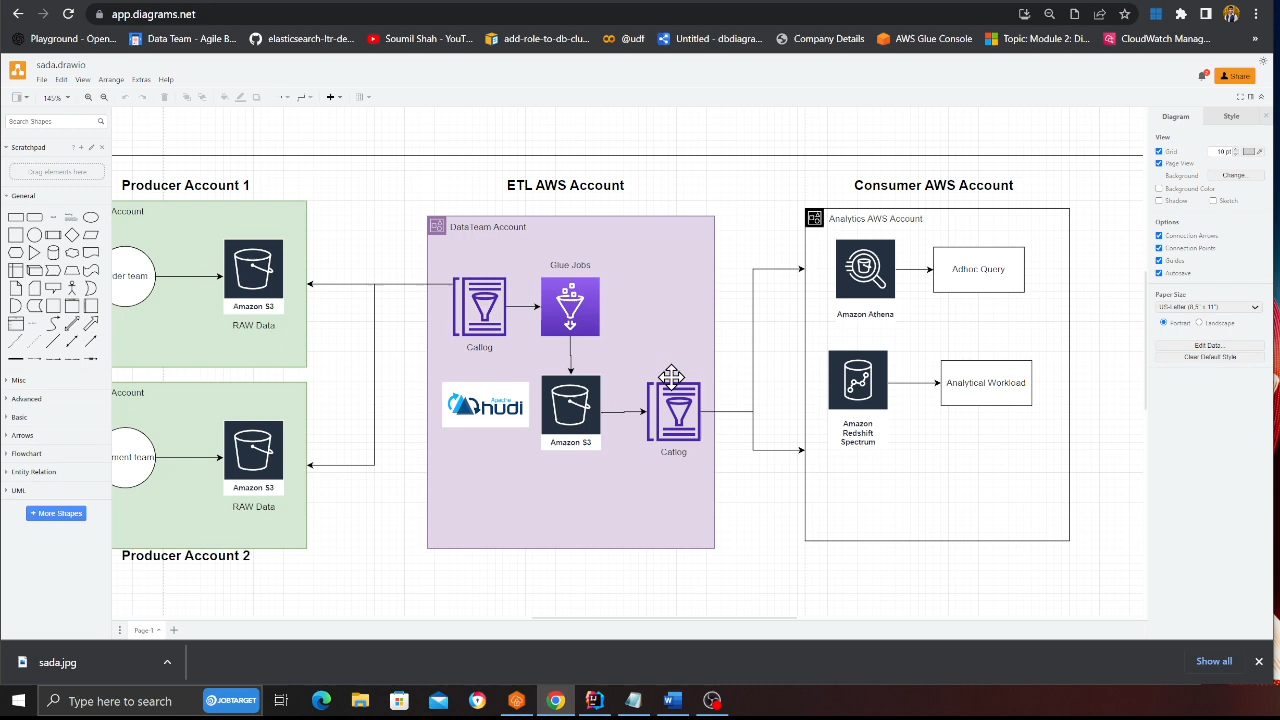 app.diagrams.net
Playground - Open...
Data Team - Agile B...
elasticsearch-ltr-de...
Soumil Shah - YouT...
add-role-to-db-clu...
@udf
Untitled - dbdiagra...
Company Details
AWS Glue Console
Topic: Module 2: Di...
CloudWatch Manag...
»
sada.drawio
File Edit View Arrange Extras Help
Share
145%
Search Shapes
Scratchpad
Drag elements here
General
Misc
Advanced
Basic
Arrows
Flowchart
Entity Relation
UML
+ More Shapes
Producer Account 1
Account
der team
Amazon S3
RAW Data
Account
ment team
Amazon S3
RAW Data
Producer Account 2
ETL AWS Account
DataTeam Account
Glue Jobs
Catlog
Apache
hudi
Amazon S3
Catlog
Consumer AWS Account
Analytics AWS Account
Amazon Athena
Adhoc Query
Amazon
Redshift
Spectrum
Analytical Workload
Diagram
Style
View
Grid
10 pt
Page View
Background
Change...
Background Color
Shadow
Sketch
Options
Connection Arrows
Connection Points
Guides
Autosave
Paper Size
US-Letter (8,5" x 11")
Portrait
Landscape
Edit Data...
Clear Default Style
Page-1
sada.jpg
Show all
Type here to search
JOBTARGET